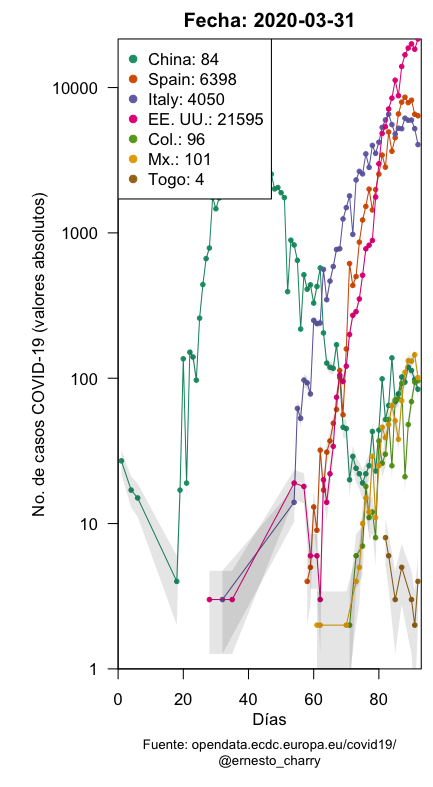 Fecha: 2020-03-31
China: 84
Spain: 6398
Italy: 4050
EE. UU.: 21595
Col.: 96
Mx.: 101
Togo: 4
No. de casos COVID-19 (valores absolutos)
10000
1000
100
10
1
0 20 40 60 80
Días
Fuente: opendata.ecdc.europa.eu/covid19/
@ernesto_charry